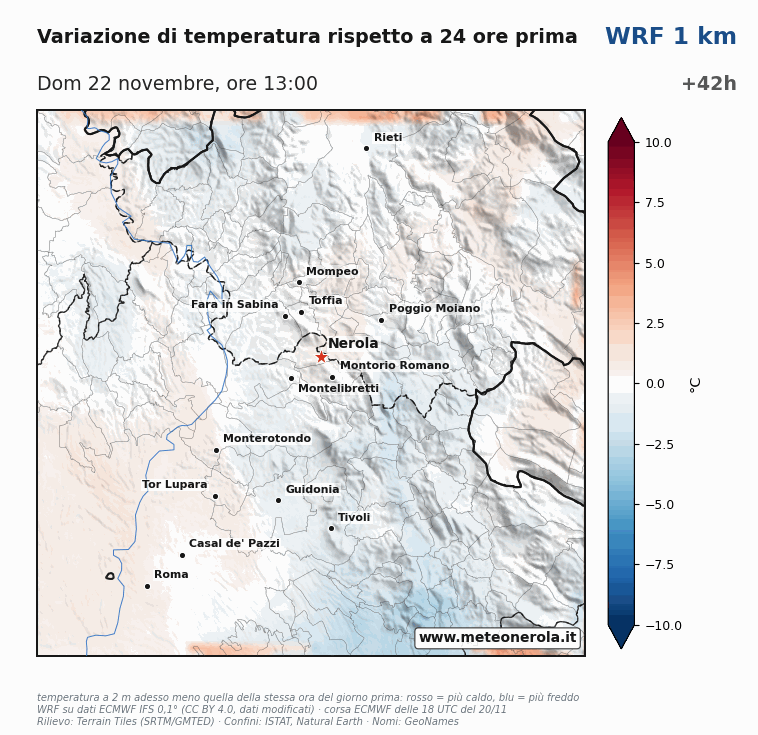 Variazione di temperatura rispetto a 24 ore prima
WRF 1 km
Dom 22 novembre, ore 13:00
+42h
Rieti
Mompeo
Fara in Sabina
Toffia
Poggio Moiano
Nerola
Montorio Romano
Montelibretti
Monterotondo
Tor Lupara
Guidonia
Tivoli
Casal de' Pazzi
Roma
www.meteonerola.it
10.0
7.5
5.0
2.5
0.0
−2.5
−5.0
−7.5
−10.0
°C
temperatura a 2 m adesso meno quella della stessa ora del giorno prima: rosso = più caldo, blu = più freddo
WRF su dati ECMWF IFS 0,1° (CC BY 4.0, dati modificati) · corsa ECMWF delle 18 UTC del 20/11
Rilievo: Terrain Tiles (SRTM/GMTED) · Confini: ISTAT, Natural Earth · Nomi: GeoNames